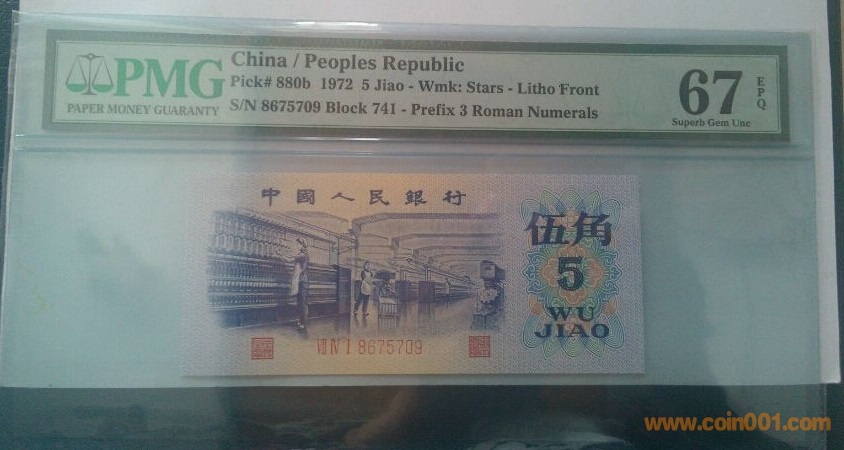 PMG
PAPER MONEY GUARANTY
China / Peoples Republic
Pick# 880b 1972 5 Jiao - Wmk: Stars - Litho Front
S/N 8675709 Block 741 - Prefix 3 Roman Numerals
67 EPQ
Superb Gem Unc
中國人民銀行
伍角
5
WU
JIAO
VII IV I 8675709
www.coin001.com